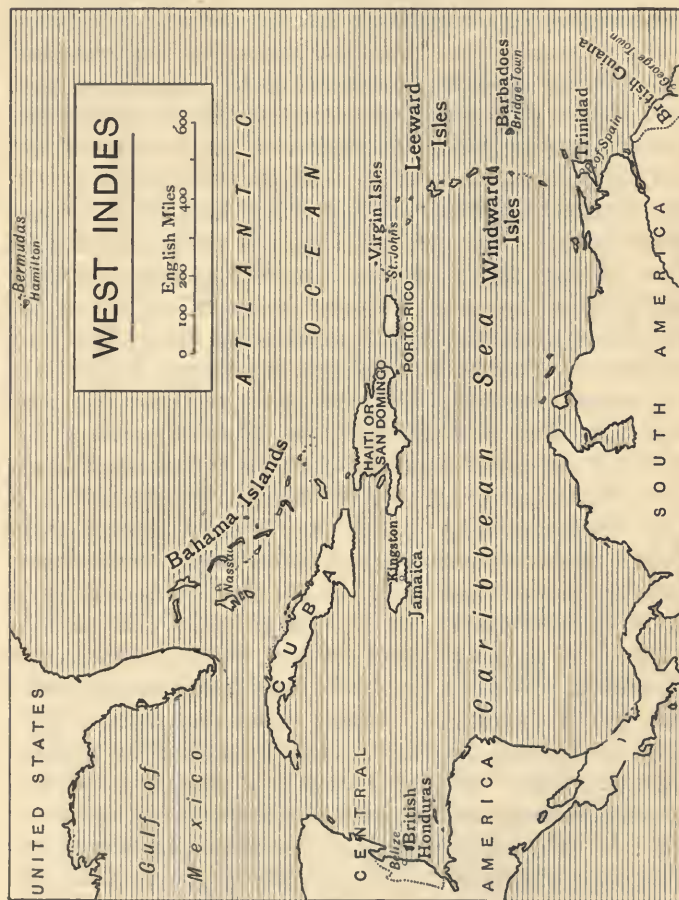 WEST INDIES
English Miles
0 100 200 400 600
Bermudas
Hamilton
UNITED STATES
Gulf of
Mexico
ATLANTIC
OCEAN
Bahama Islands
Nassau
CUBA
HAITI OR
SAN DOMINGO
PORTO-RICO
Virgin Isles
St. Johns
Leeward
Isles
Kingston
Jamaica
Caribbean Sea
Windward
Isles
Barbadoes
Bridge-Town
Trinidad
of Spain
British Guiana
George Town
CENTRAL
AMERICA
Belize
British
Honduras
SOUTH AMERICA